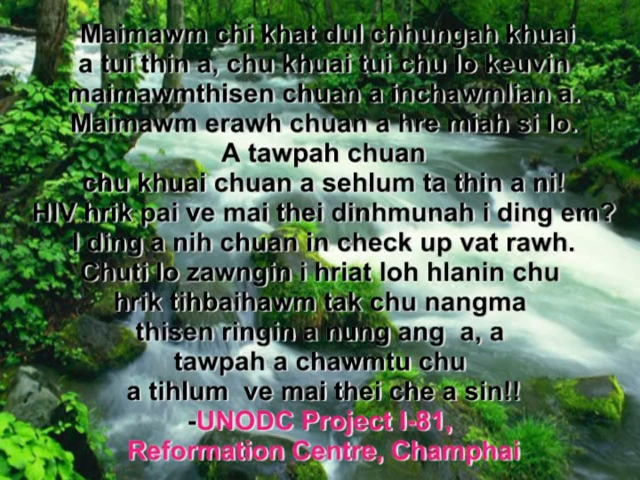 Maimawm chi khat dul chhungah khuai
a tui thin a, chu khuai tui chu lo keuvin
maimawmthisen chuan a inchawmlian a.
Maimawm erawh chuan a hre miah si lo.
A tawpah chuan
chu khuai chuan a sehlum ta thin a ni!
HIV hrik pai ve mai thei dinhmunah i ding em?
I ding a nih chuan in check up vat rawh.
Chuti lo zawngin i hriat loh hlanin chu
hrik tihbaihawm tak chu nangma
thisen ringin a nung ang a, a
tawpah a chawmtu chu
a tihlum ve mai thei che a sin!!
-UNODC Project I-81,
Reformation Centre, Champhai